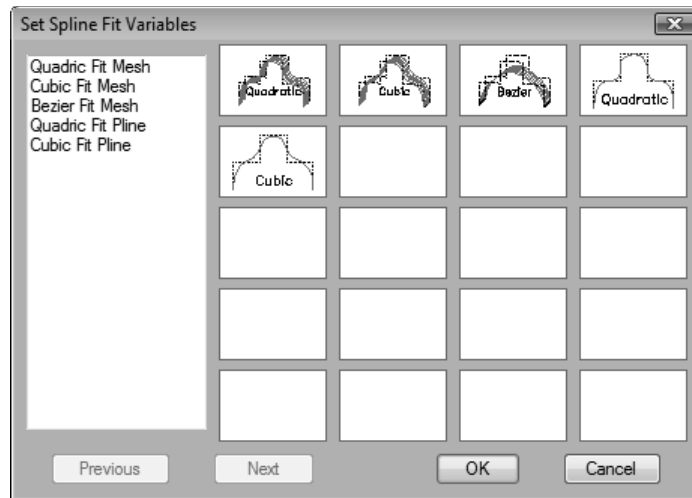 Set Spline Fit Variables
Quadric Fit Mesh
Cubic Fit Mesh
Bezier Fit Mesh
Quadric Fit Pline
Cubic Fit Pline
Quadratic
Cubic
Bezier
Quadratic
Cubic
Previous
Next
OK
Cancel